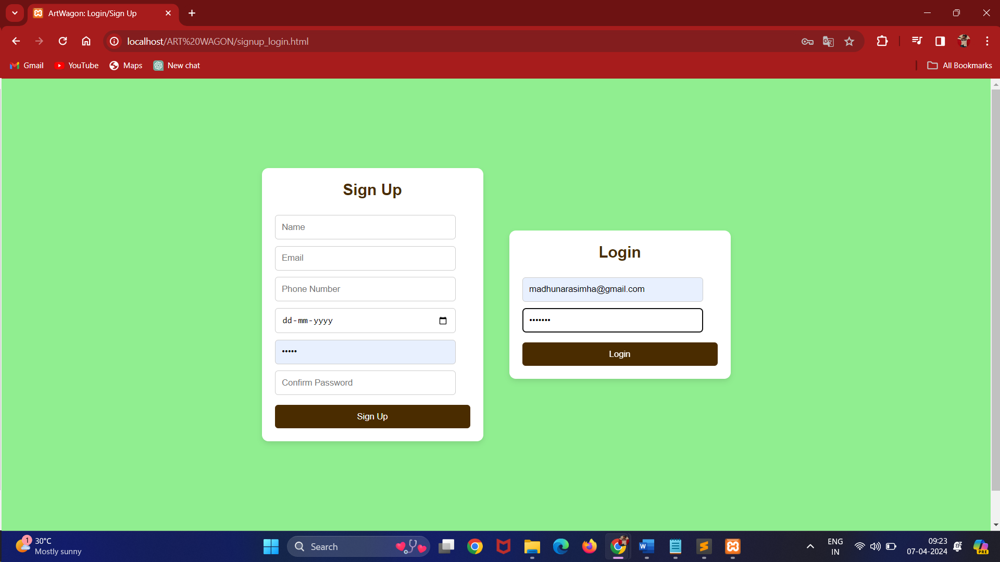 ArtWagon: Login/Sign Up
localhost/ART%20WAGON/signup_login.html
Gmail YouTube Maps New chat All Bookmarks
Sign Up
Name
Email
Phone Number
dd-mm-yyyy
•••••
Confirm Password
Sign Up
Login
madhunarasimha@gmail.com
•••••••
Login
1
30°C
Mostly sunny
Search
ENG
IN
09:23
07-04-2024
PRE